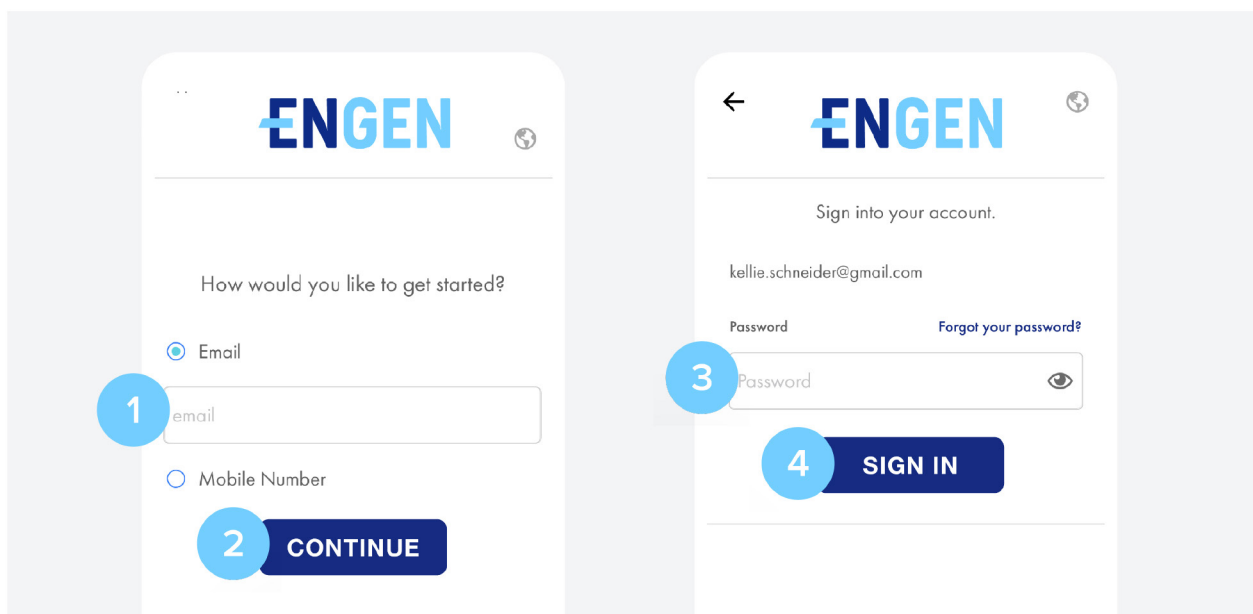 ENGEN
How would you like to get started?
Email
1
email
Mobile Number
2
CONTINUE
ENGEN
Sign into your account.
kellie.schneider@gmail.com
Password Forgot your password?
3
Password
4
SIGN IN